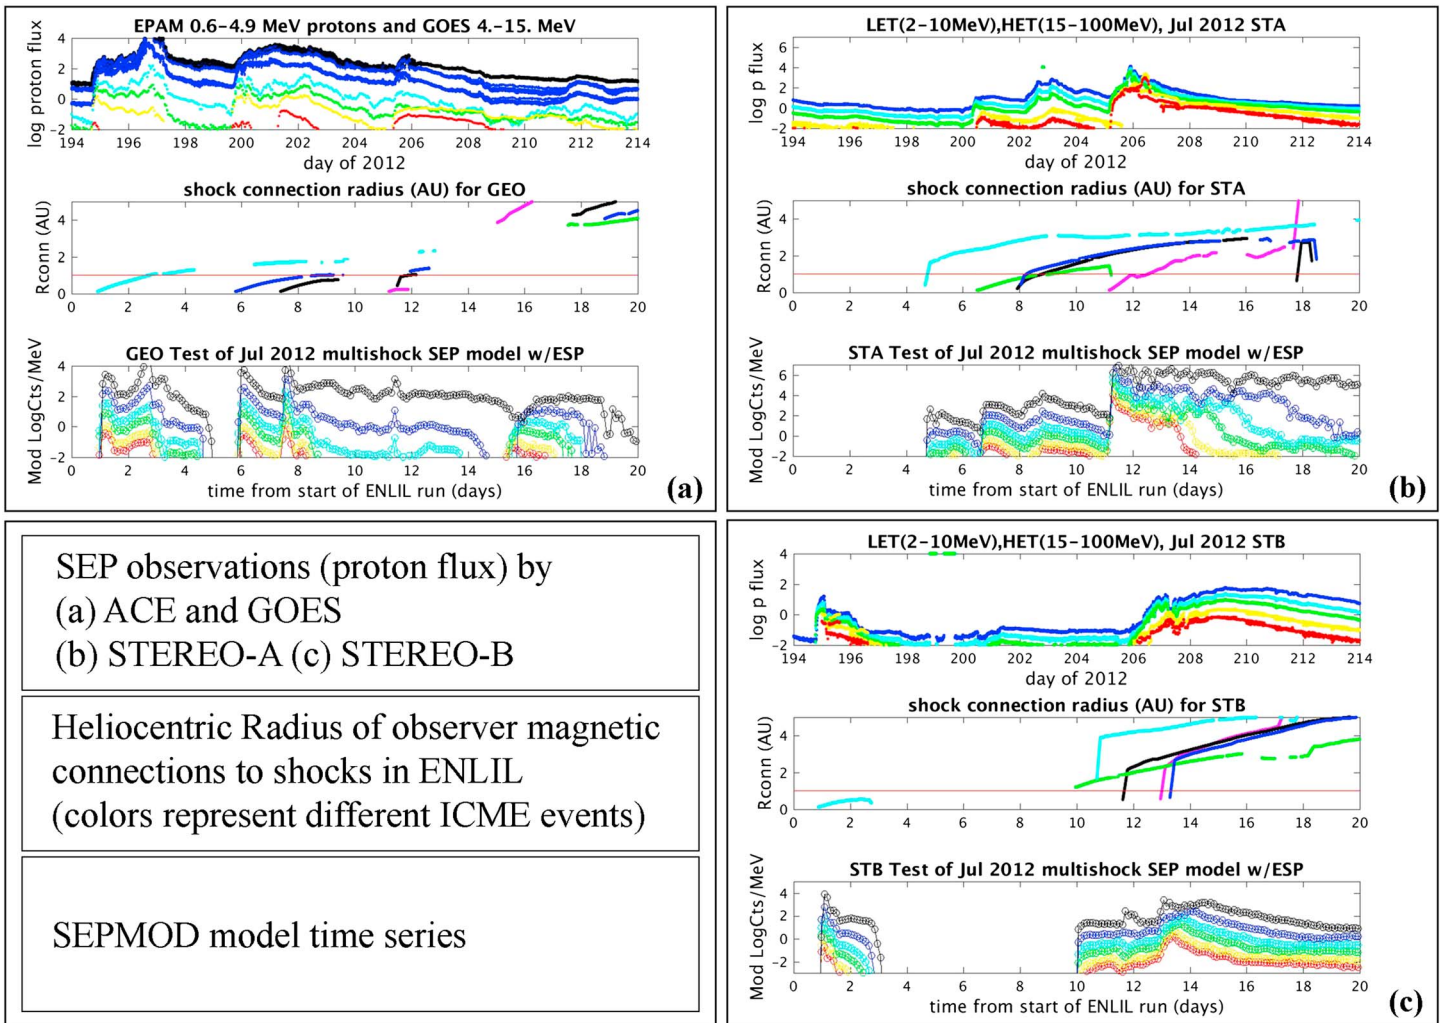 EPAM 0.6−4.9 MeV protons and GOES 4.−15. MeV
log proton flux
4
2
0
−2
194 196 198 200 202 204 206 208 210 212 214
day of 2012
shock connection radius (AU) for GEO
Rconn (AU)
4
2
0
0 2 4 6 8 10 12 14 16 18 20
GEO Test of Jul 2012 multishock SEP model w/ESP
Mod LogCts/MeV
4
2
0
−2
0 2 4 6 8 10 12 14 16 18 20
time from start of ENLIL run (days)
(a)
LET(2−10MeV),HET(15−100MeV), Jul 2012 STA
log p flux
6
4
2
0
−2
194 196 198 200 202 204 206 208 210 212 214
day of 2012
shock connection radius (AU) for STA
Rconn (AU)
4
2
0
0 2 4 6 8 10 12 14 16 18 20
STA Test of Jul 2012 multishock SEP model w/ESP
Mod LogCts/MeV
6
4
2
0
−2
0 2 4 6 8 10 12 14 16 18 20
time from start of ENLIL run (days)
(b)
SEP observations (proton flux) by
(a) ACE and GOES
(b) STEREO-A (c) STEREO-B
Heliocentric Radius of observer magnetic
connections to shocks in ENLIL
(colors represent different ICME events)
SEPMOD model time series
LET(2−10MeV),HET(15−100MeV), Jul 2012 STB
log p flux
4
2
0
−2
194 196 198 200 202 204 206 208 210 212 214
day of 2012
shock connection radius (AU) for STB
Rconn (AU)
4
2
0
0 2 4 6 8 10 12 14 16 18 20
STB Test of Jul 2012 multishock SEP model w/ESP
Mod LogCts/MeV
4
2
0
−2
0 2 4 6 8 10 12 14 16 18 20
time from start of ENLIL run (days)
(c)